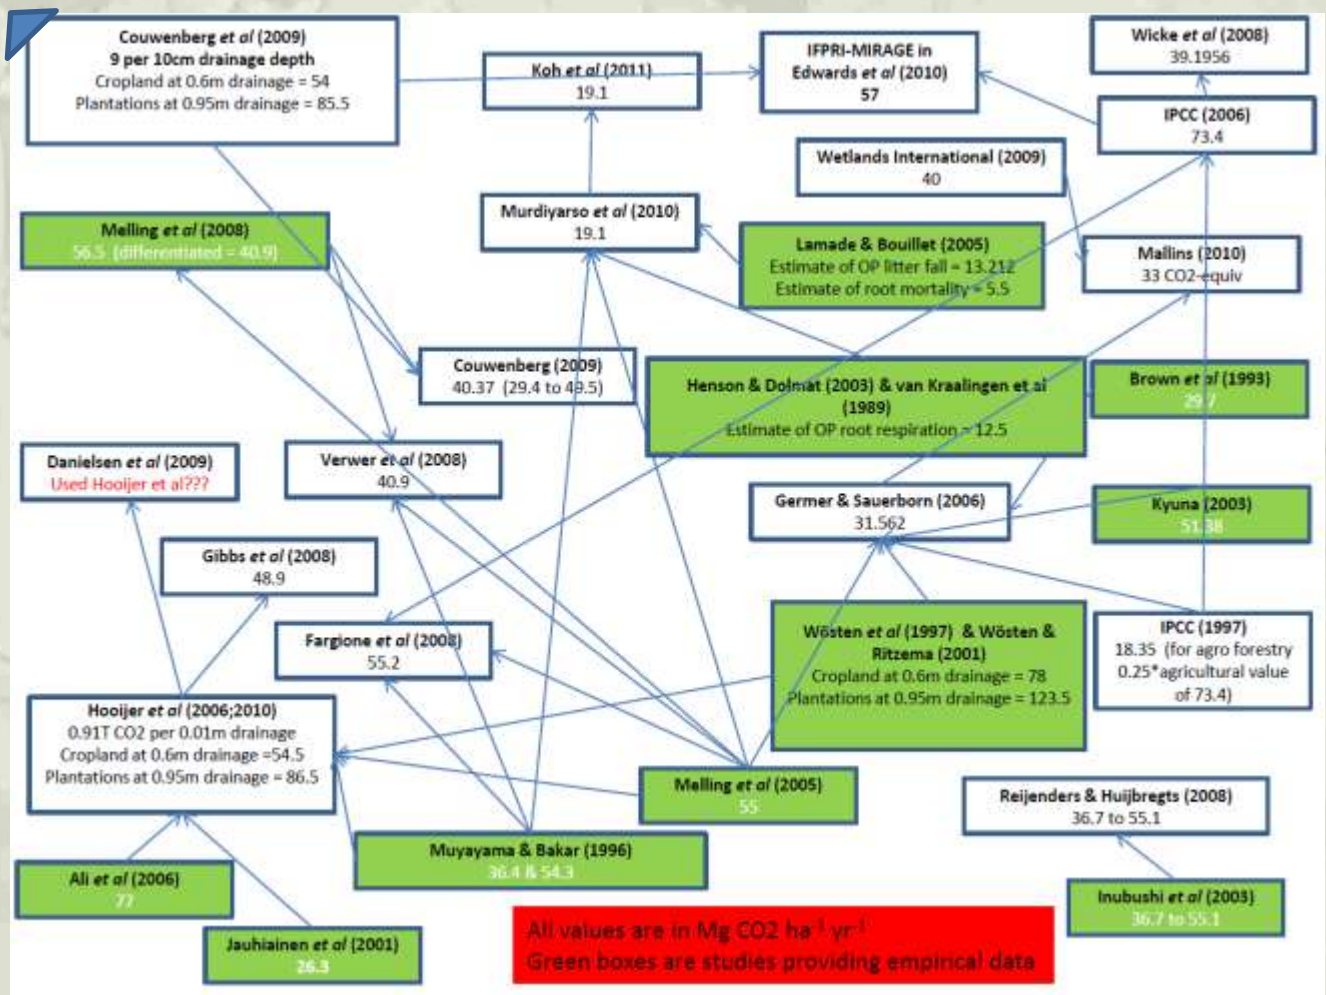 Couwenberg et al (2009)
9 per 10cm drainage depth
Cropland at 0.6m drainage = 54
Plantations at 0.95m drainage = 85.5
Koh et al (2011)
19.1
IFPRI-MIRAGE in
Edwards et al (2010)
57
Wicke et al (2008)
39.1956
IPCC (2006)
73.4
Wetlands International (2009)
40
Melling et al (2008)
56.5 (differentiated = 40.9)
Murdiyarso et al (2010)
19.1
Lamade & Bouillet (2005)
Estimate of OP litter fall = 13.212
Estimate of root mortality = 5.5
Mallins (2010)
33 CO2-equiv
Couwenberg (2009)
40.37 (29.4 to 49.5)
Henson & Dolmat (2003) & van Kraalingen et al
(1989)
Estimate of OP root respiration = 12.5
Brown et al (1993)
29.7
Danielsen et al (2009)
Used Hooijer et al???
Verwer et al (2008)
40.9
Germer & Sauerborn (2006)
31.562
Kyuna (2003)
51.38
Gibbs et al (2008)
48.9
Fargione et al (2008)
55.2
Wösten et al (1997) & Wösten &
Ritzema (2001)
Cropland at 0.6m drainage = 78
Plantations at 0.95m drainage = 123.5
IPCC (1997)
18.35 (for agro forestry
0.25*agricultural value
of 73.4)
Hooijer et al (2006;2010)
0.91T CO2 per 0.01m drainage
Cropland at 0.6m drainage =54.5
Plantations at 0.95m drainage = 86.5
Melling et al (2005)
55
Reijenders & Huijbregts (2008)
36.7 to 55.1
Muyayama & Bakar (1996)
36.4 & 54.3
Ali et al (2006)
77
Inubushi et al (2003)
36.7 to 55.1
Jauhiainen et al (2001)
26.3
All values are in Mg CO2 ha⁻¹ yr⁻¹
Green boxes are studies providing empirical data